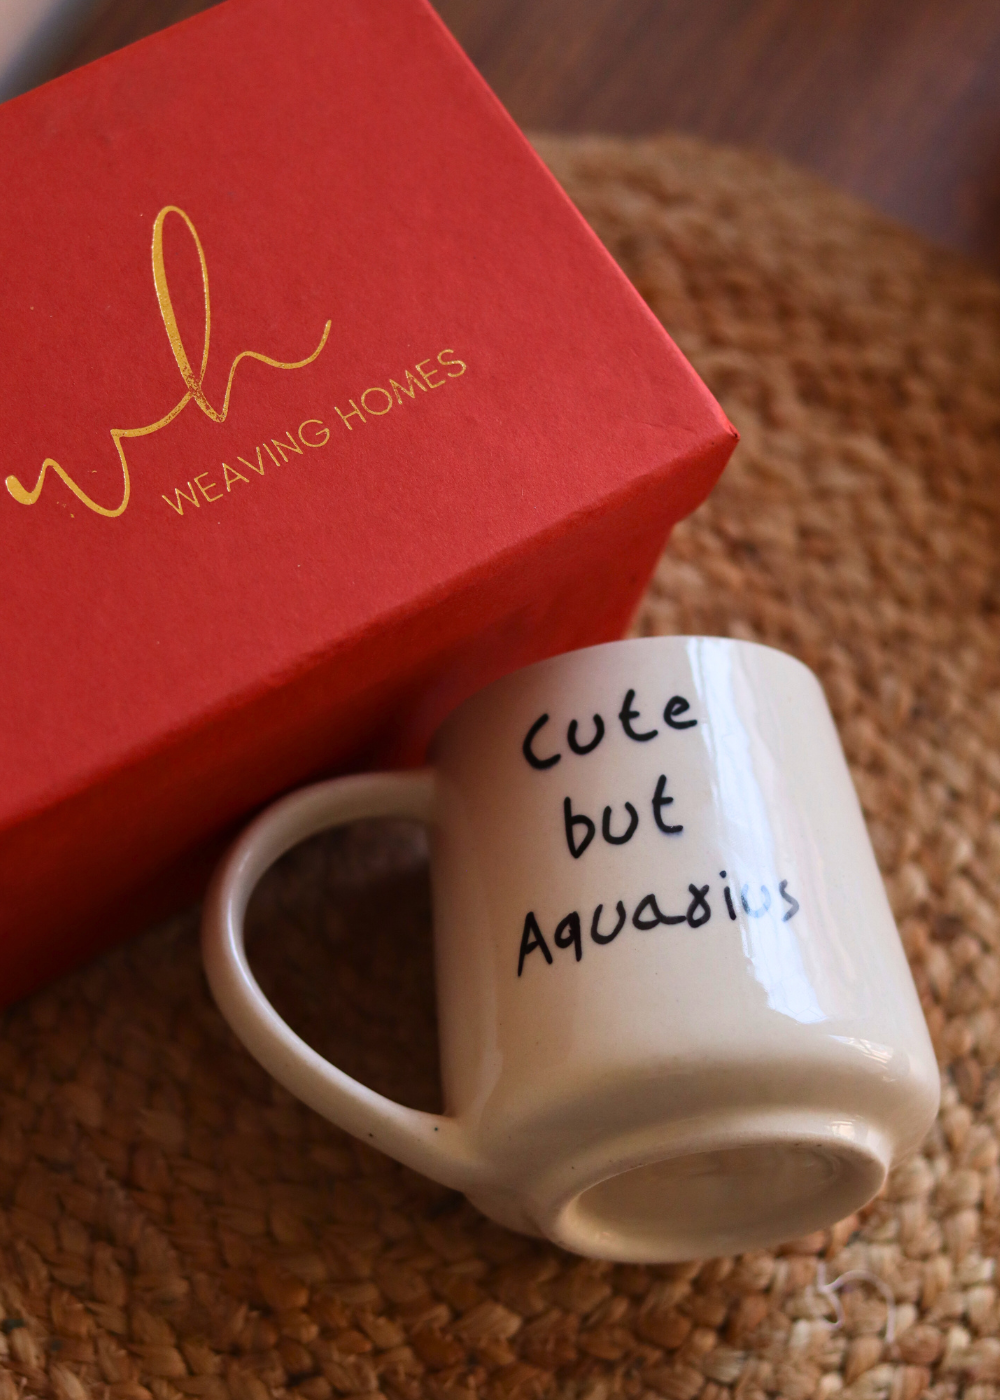 wh
WEAVING HOMES
Cute
but
Aquarius